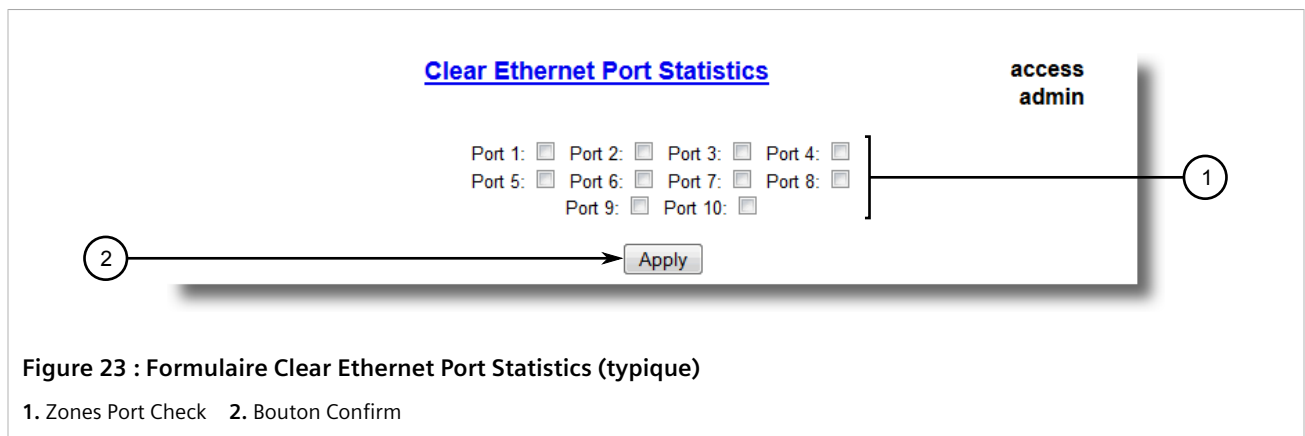 Clear Ethernet Port Statistics
access
admin
Port 1: Port 2: Port 3: Port 4:
Port 5: Port 6: Port 7: Port 8:
Port 9: Port 10:
1
2
Apply
Figure 23 : Formulaire Clear Ethernet Port Statistics (typique)
1. Zones Port Check 2. Bouton Confirm